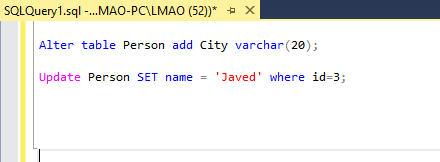 SQLQuery1.sql -...MAO-PC\LMAO (52))*
Alter table Person add City varchar(20);
Update Person SET name = 'Javed' where id=3;